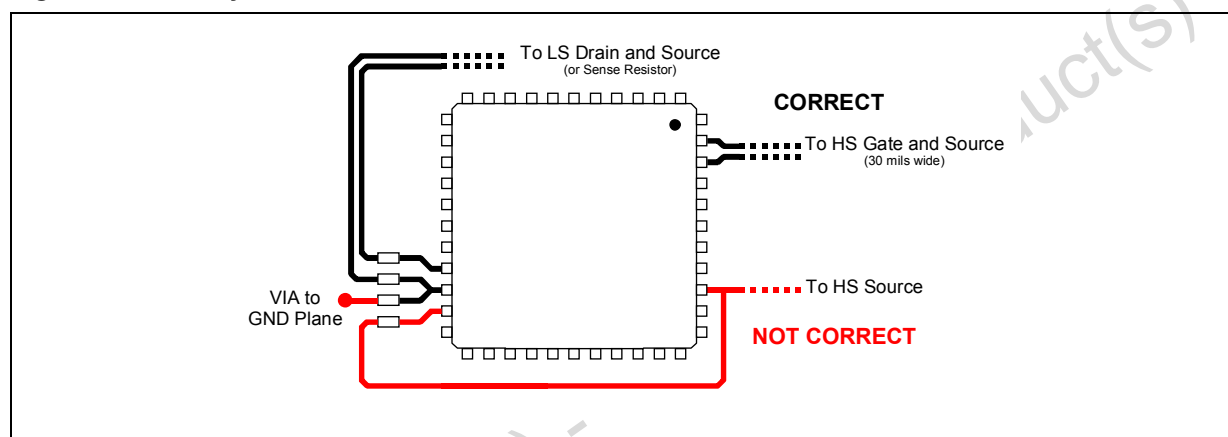 To LS Drain and Source
(or Sense Resistor)
CORRECT
To HS Gate and Source
(30 mils wide)
To HS Source
VIA to
GND Plane
NOT CORRECT